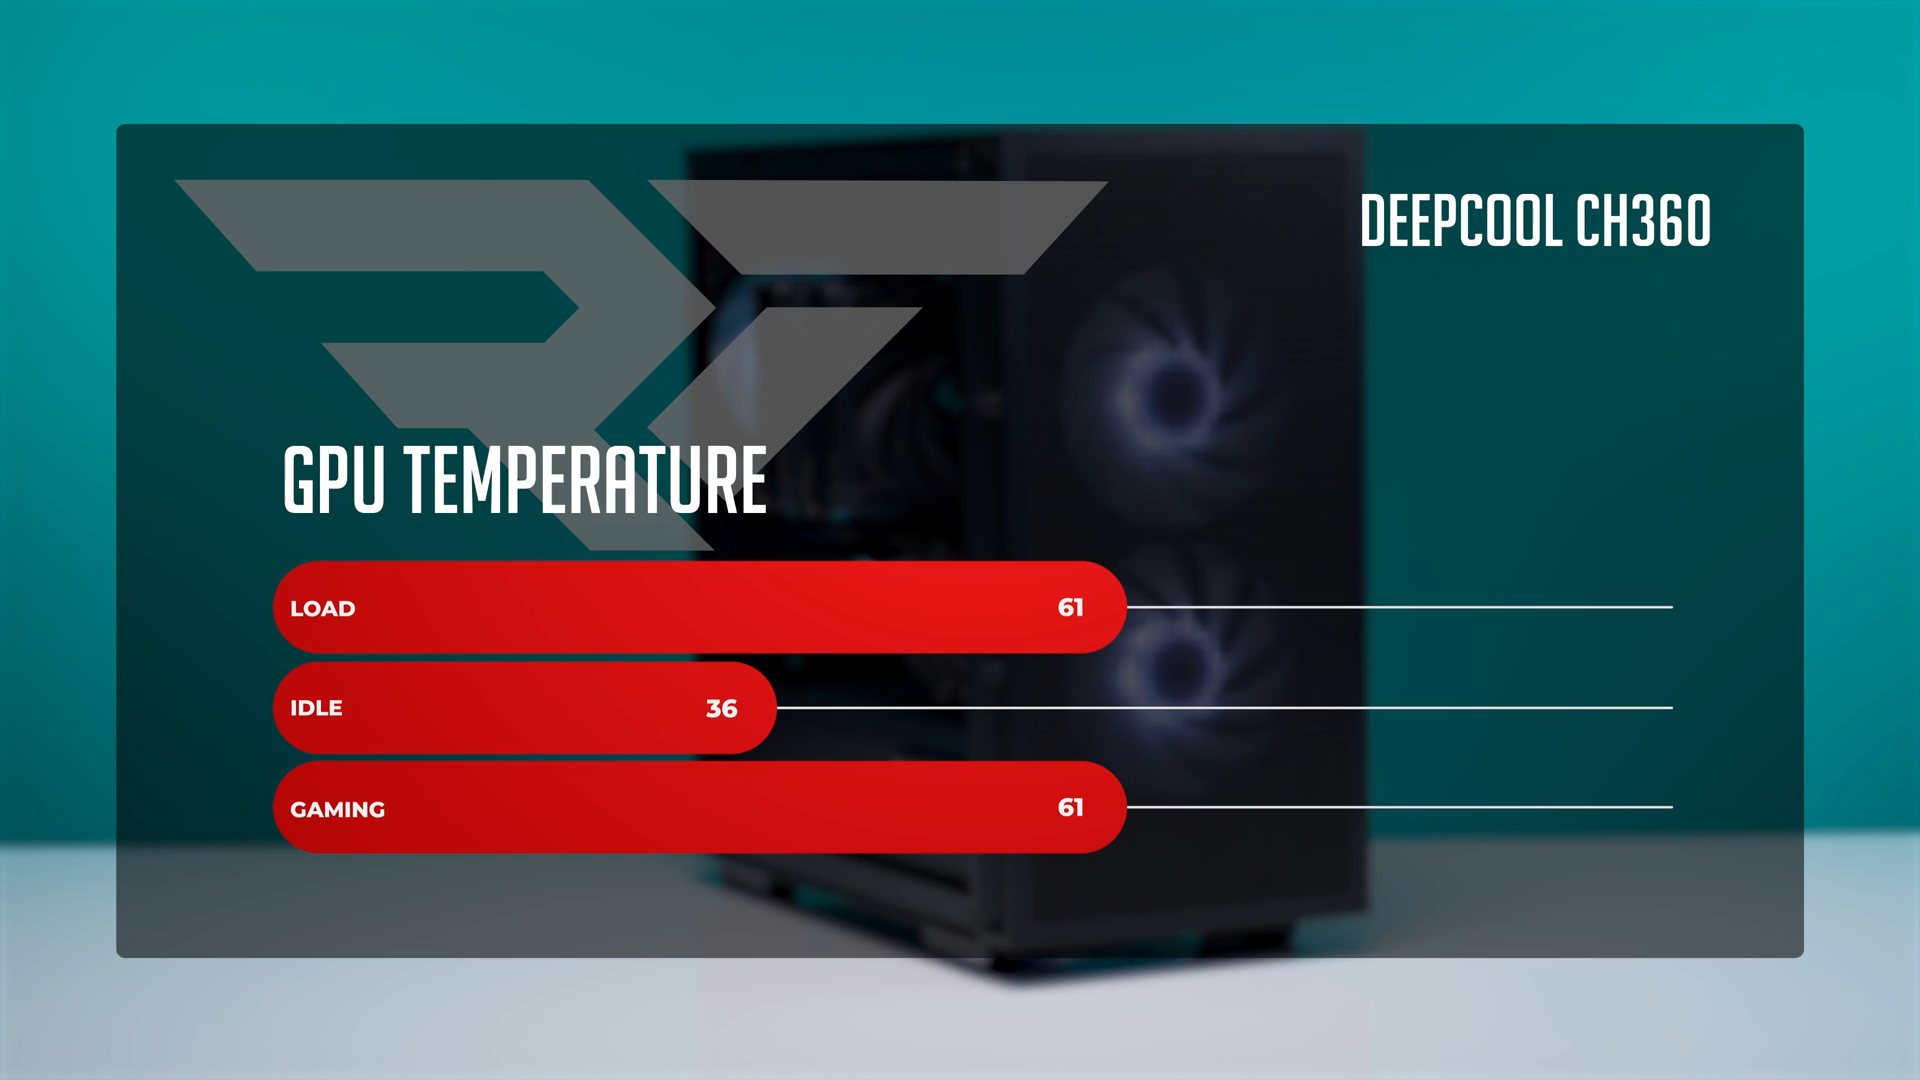 DEEPCOOL CH360
GPU TEMPERATURE
LOAD 61
IDLE 36
GAMING 61